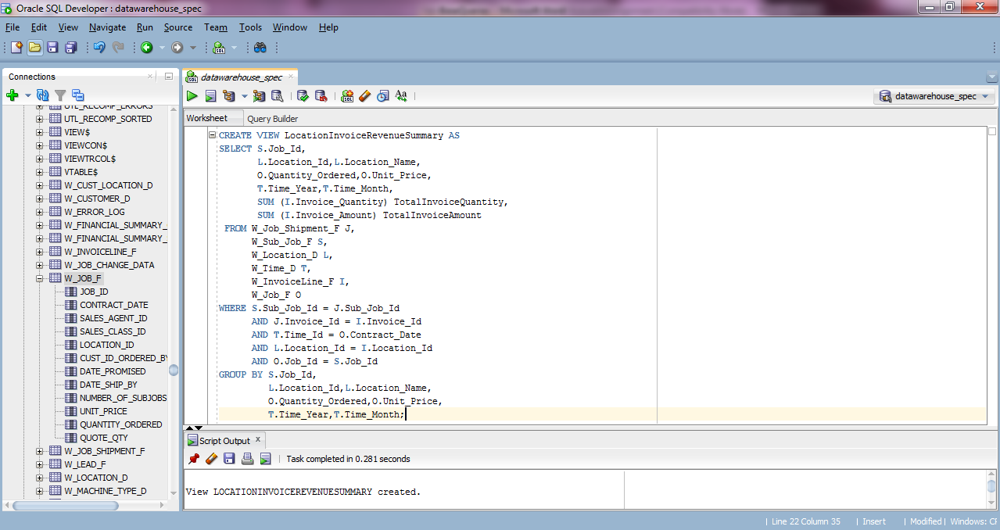 Oracle SQL Developer : datawarehouse_spec
File Edit View Navigate Run Source Team Tools Window Help
Connections
UTL_RECOMP_ERRORS
UTL_RECOMP_SORTED
VIEW$
VIEWCON$
VIEWTRCOL$
VTABLE$
W_CUST_LOCATION_D
W_CUSTOMER_D
W_ERROR_LOG
W_FINANCIAL_SUMMARY_
W_FINANCIAL_SUMMARY_
W_INVOICELINE_F
W_JOB_CHANGE_DATA
W_JOB_F
JOB_ID
CONTRACT_DATE
SALES_AGENT_ID
SALES_CLASS_ID
LOCATION_ID
CUST_ID_ORDERED_BY
DATE_PROMISED
DATE_SHIP_BY
NUMBER_OF_SUBJOBS
UNIT_PRICE
QUANTITY_ORDERED
QUOTE_QTY
W_JOB_SHIPMENT_F
W_LEAD_F
W_LOCATION_D
W_MACHINE_TYPE_D
datawarehouse_spec
datawarehouse_spec
Worksheet Query Builder
CREATE VIEW LocationInvoiceRevenueSummary AS
SELECT S.Job_Id,
L.Location_Id,L.Location_Name,
O.Quantity_Ordered,O.Unit_Price,
T.Time_Year,T.Time_Month,
SUM (I.Invoice_Quantity) TotalInvoiceQuantity,
SUM (I.Invoice_Amount) TotalInvoiceAmount
FROM W_Job_Shipment_F J,
W_Sub_Job_F S,
W_Location_D L,
W_Time_D T,
W_InvoiceLine_F I,
W_Job_F O
WHERE S.Sub_Job_Id = J.Sub_Job_Id
AND J.Invoice_Id = I.Invoice_Id
AND T.Time_Id = O.Contract_Date
AND L.Location_Id = I.Location_Id
AND O.Job_Id = S.Job_Id
GROUP BY S.Job_Id,
L.Location_Id,L.Location_Name,
O.Quantity_Ordered,O.Unit_Price,
T.Time_Year,T.Time_Month;
Script Output
Task completed in 0.281 seconds
View LOCATIONINVOICEREVENUESUMMARY created.
| Line 22 Column 35 | Insert | Modified | Windows: CF